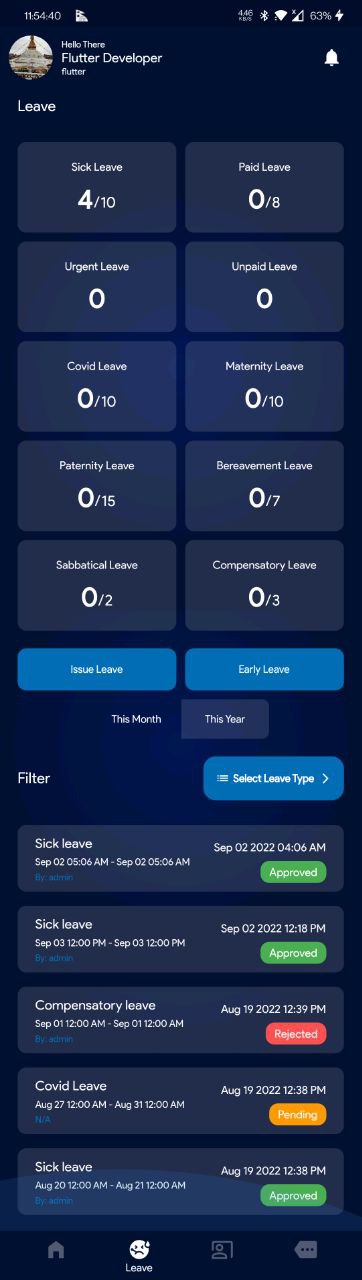 11:54:40
4.46
KB/S
63%
Hello There
Flutter Developer
flutter
Leave
Sick Leave
Paid Leave
4/10
0/8
Urgent Leave
Unpaid Leave
0
0
Covid Leave
Maternity Leave
0/10
0/10
Paternity Leave
Bereavement Leave
0/15
0/7
Sabbatical Leave
Compensatory Leave
0/2
0/3
Issue Leave
Early Leave
This Month
This Year
Filter
Select Leave Type
Sick leave
Sep 02 2022 04:06 AM
Sep 02 05:06 AM - Sep 02 05:06 AM
Approved
By: admin
Sick leave
Sep 02 2022 12:18 PM
Sep 03 12:00 PM - Sep 03 12:00 PM
Approved
By: admin
Compensatory leave
Aug 19 2022 12:39 PM
Sep 01 12:00 AM - Sep 01 12:00 AM
Rejected
By: admin
Covid Leave
Aug 19 2022 12:38 PM
Aug 27 12:00 AM - Aug 31 12:00 AM
Pending
N/A
Sick leave
Aug 19 2022 12:38 PM
Aug 20 12:00 AM - Aug 21 12:00 AM
Approved
By: admin
Leave